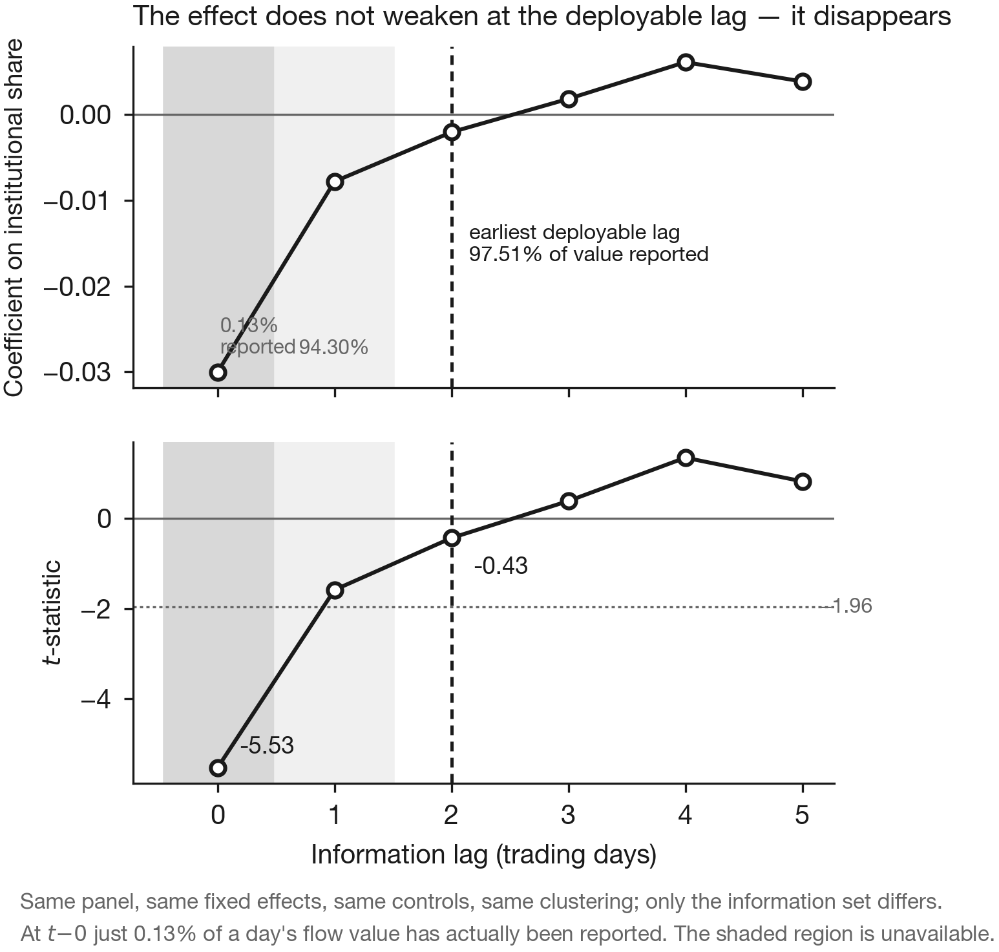 The effect does not weaken at the deployable lag — it disappears
Coefficient on institutional share
0.00
−0.01
−0.02
−0.03
earliest deployable lag
97.51% of value reported
0.13%
reported
94.30%
t-statistic
0
−2
−4
-0.43
−1.96
-5.53
0 1 2 3 4 5
Information lag (trading days)
Same panel, same fixed effects, same controls, same clustering; only the information set differs.
At t−0 just 0.13% of a day's flow value has actually been reported. The shaded region is unavailable.